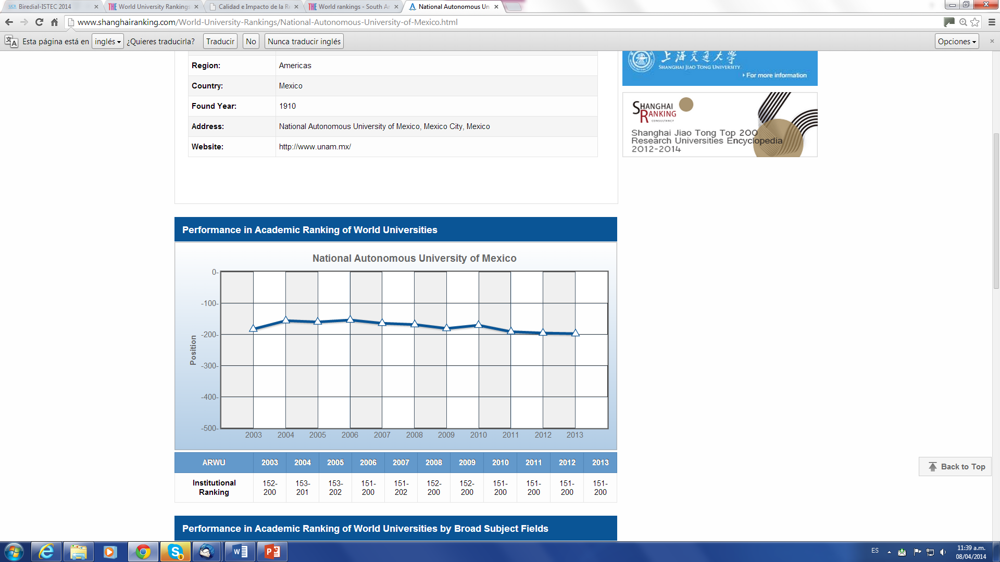 Biredial-ISTEC 2014
THE World University Rankings
Calidad e Impacto de la Re
THE World rankings - South Am
National Autonomous Un
www.shanghairanking.com/World-University-Rankings/National-Autonomous-University-of-Mexico.html
Esta página está en inglés ¿Quieres traducirla? Traducir No Nunca traducir inglés Opciones
Region: Americas
Country: Mexico
Found Year: 1910
Address: National Autonomous University of Mexico, Mexico City, Mexico
Website: http://www.unam.mx/
上海交通大学
SHANGHAI JIAO TONG UNIVERSITY
For more information
SHANGHAI
RANKING
CONSULTANCY
Shanghai Jiao Tong Top 200
Research Universities Encyclopedia
2012-2014
Performance in Academic Ranking of World Universities
National Autonomous University of Mexico
0-
-100-
-200-
-300-
-400-
-500-
Position
2003 2004 2005 2006 2007 2008 2009 2010 2011 2012 2013
ARWU 2003 2004 2005 2006 2007 2008 2009 2010 2011 2012 2013
Institutional Ranking 152-200 153-201 153-202 151-200 151-202 152-200 152-200 151-200 151-200 151-200 151-200
Back to Top
Performance in Academic Ranking of World Universities by Broad Subject Fields
ES
11:39 a.m.
08/04/2014